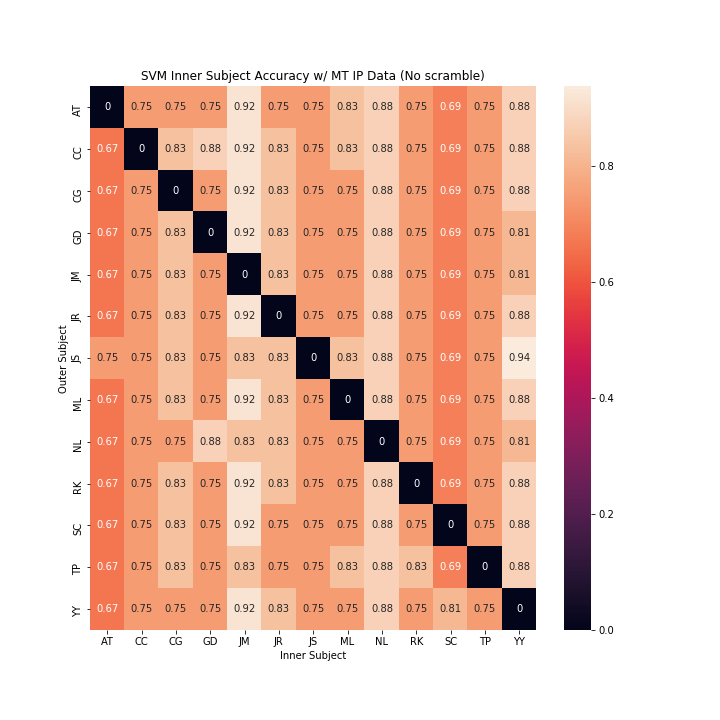 SVM Inner Subject Accuracy w/ MT IP Data (No scramble)
AT 0 0.75 0.75 0.75 0.92 0.75 0.75 0.83 0.88 0.75 0.69 0.75 0.88
CC 0.67 0 0.83 0.88 0.92 0.83 0.75 0.83 0.88 0.75 0.69 0.75 0.88
CG 0.67 0.75 0 0.75 0.92 0.83 0.75 0.75 0.88 0.75 0.69 0.75 0.88
GD 0.67 0.75 0.83 0 0.92 0.83 0.75 0.75 0.88 0.75 0.69 0.75 0.81
JM 0.67 0.75 0.83 0.75 0 0.83 0.75 0.75 0.88 0.75 0.69 0.75 0.81
JR 0.67 0.75 0.83 0.75 0.92 0 0.75 0.75 0.88 0.75 0.69 0.75 0.88
JS 0.75 0.75 0.83 0.75 0.83 0.83 0 0.83 0.88 0.75 0.69 0.75 0.94
ML 0.67 0.75 0.83 0.75 0.92 0.83 0.75 0 0.88 0.75 0.69 0.75 0.88
NL 0.67 0.75 0.75 0.88 0.83 0.83 0.75 0.75 0 0.75 0.69 0.75 0.81
RK 0.67 0.75 0.83 0.75 0.92 0.83 0.75 0.75 0.88 0 0.69 0.75 0.88
SC 0.67 0.75 0.83 0.75 0.92 0.75 0.75 0.75 0.88 0.75 0 0.75 0.88
TP 0.67 0.75 0.83 0.75 0.83 0.75 0.75 0.83 0.88 0.83 0.69 0 0.88
YY 0.67 0.75 0.75 0.75 0.92 0.83 0.75 0.75 0.88 0.75 0.81 0.75 0
AT CC CG GD JM JR JS ML NL RK SC TP YY
Inner Subject
Outer Subject
0.8
0.6
0.4
0.2
0.0